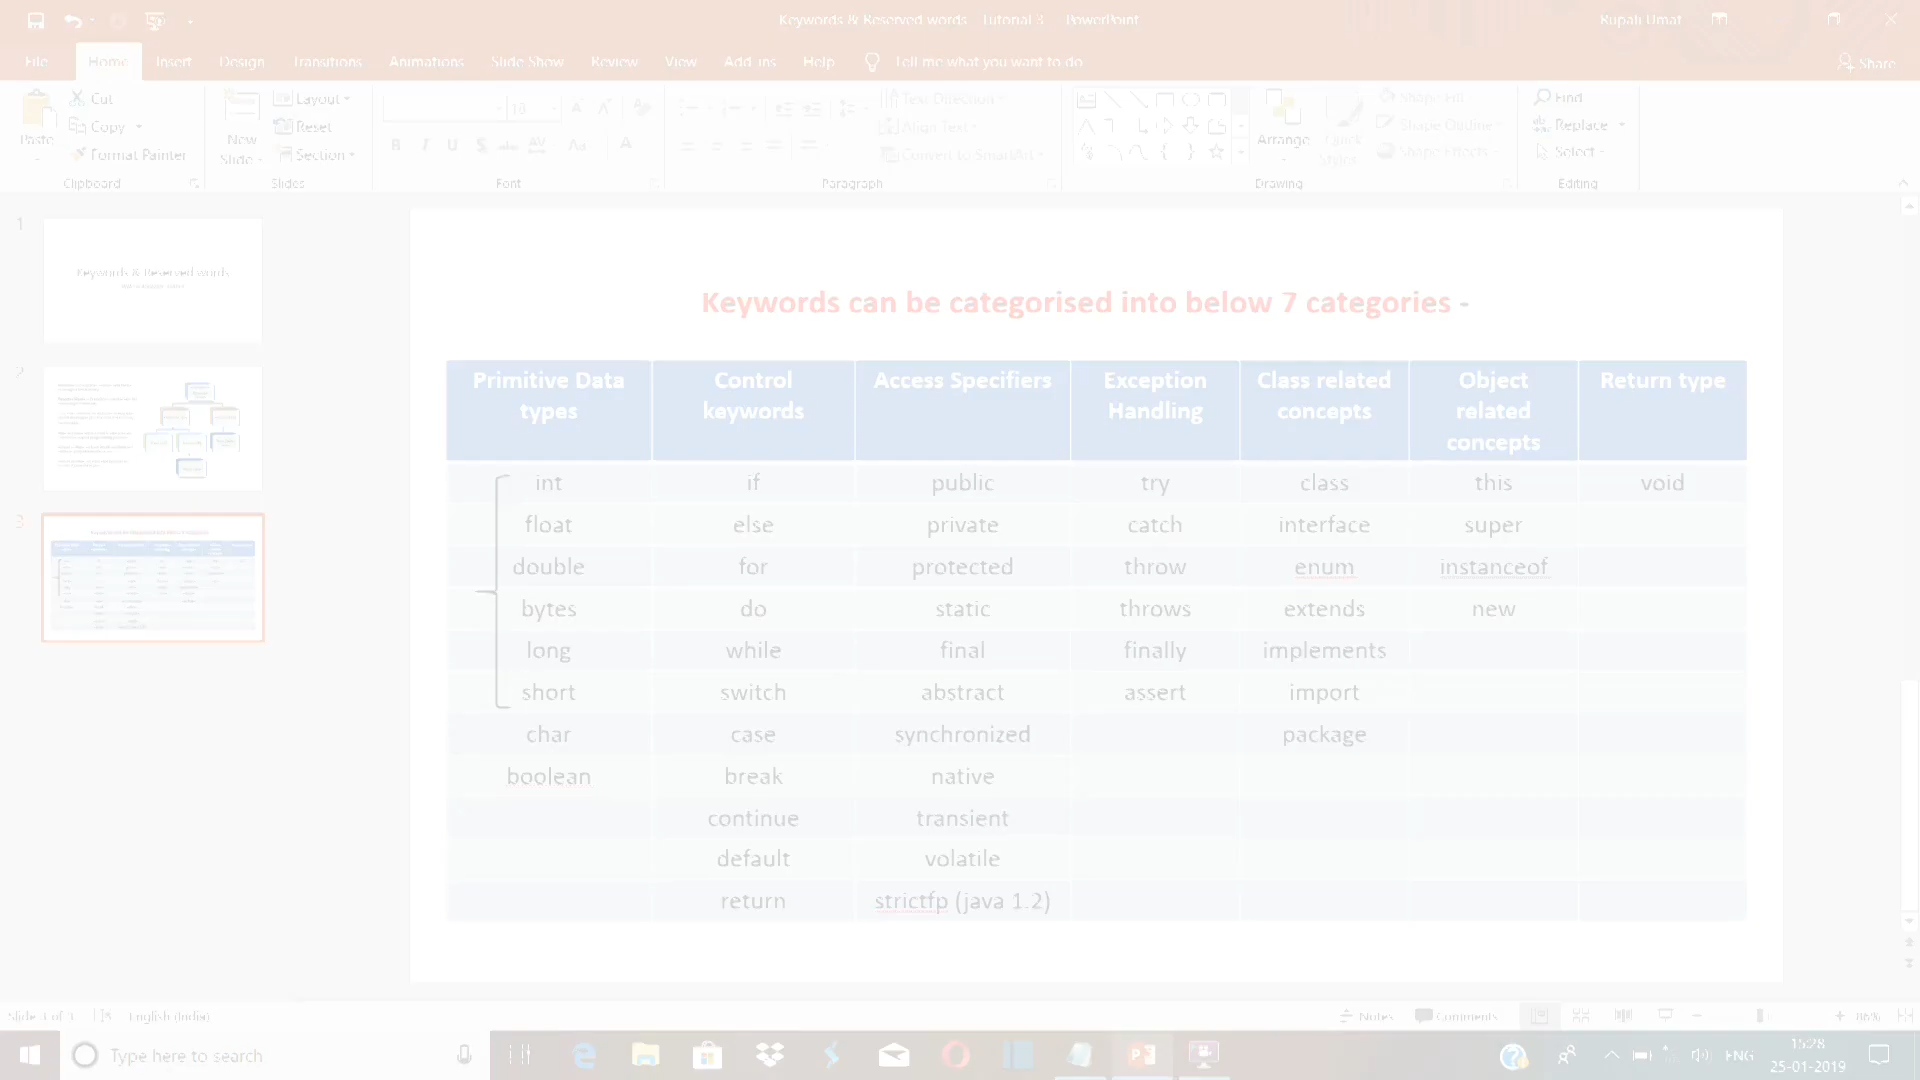 Keywords & Reserved words - Tutorial 3 - PowerPoint
Rupali Umat
File Home Insert Design Transitions Animations Slide Show Review View Add-ins Help Tell me what you want to do Share
Paste Cut Copy Format Painter Clipboard
New Slide Layout Reset Section Slides
18 Font
Text Direction Align Text Convert to SmartArt Paragraph
Arrange Quick Styles Shape Fill Shape Outline Shape Effects Drawing
Find Replace Select Editing
1
Keywords & Reserved words
2
3
Keywords can be categorised into below 7 categories -
Primitive Data types Control keywords Access Specifiers Exception Handling Class related concepts Object related concepts Return type
int if public try class this void
float else private catch interface super
double for protected throw enum instanceof
bytes do static throws extends new
long while final finally implements
short switch abstract assert import
char case synchronized package
boolean break native
continue transient
default volatile
return strictfp (java 1.2)
Slide 3 of 3 English (India) Notes Comments 86%
Type here to search
ENG
15:28
25-01-2019